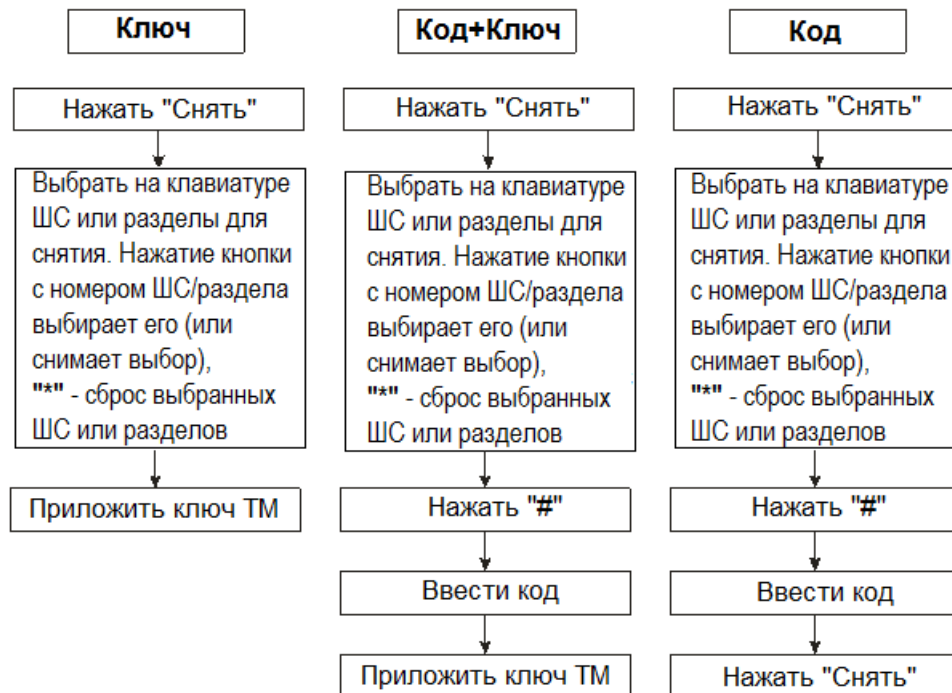 Ключ
Нажать "Снять"
Выбрать на клавиатуре
ШС или разделы для
снятия. Нажатие кнопки
с номером ШС/раздела
выбирает его (или
снимает выбор),
"*" - сброс выбранных
ШС или разделов
Приложить ключ ТМ
Код+Ключ
Нажать "Снять"
Выбрать на клавиатуре
ШС или разделы для
снятия. Нажатие кнопки
с номером ШС/раздела
выбирает его (или
снимает выбор),
"*" - сброс выбранных
ШС или разделов
Нажать "#"
Ввести код
Приложить ключ ТМ
Код
Нажать "Снять"
Выбрать на клавиатуре
ШС или разделы для
снятия. Нажатие кнопки
с номером ШС/раздела
выбирает его (или
снимает выбор),
"*" - сброс выбранных
ШС или разделов
Нажать "#"
Ввести код
Нажать "Снять"